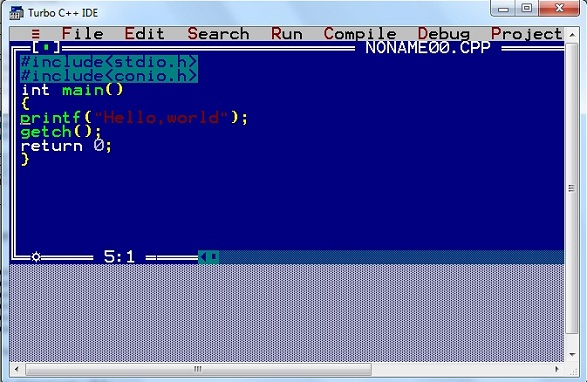 Turbo C++ IDE
≡ File Edit Search Run Compile Debug Project
NONAME00.CPP
#include<stdio.h>
#include<conio.h>
int main()
{
printf("Hello,world");
getch();
return 0;
}
5:1